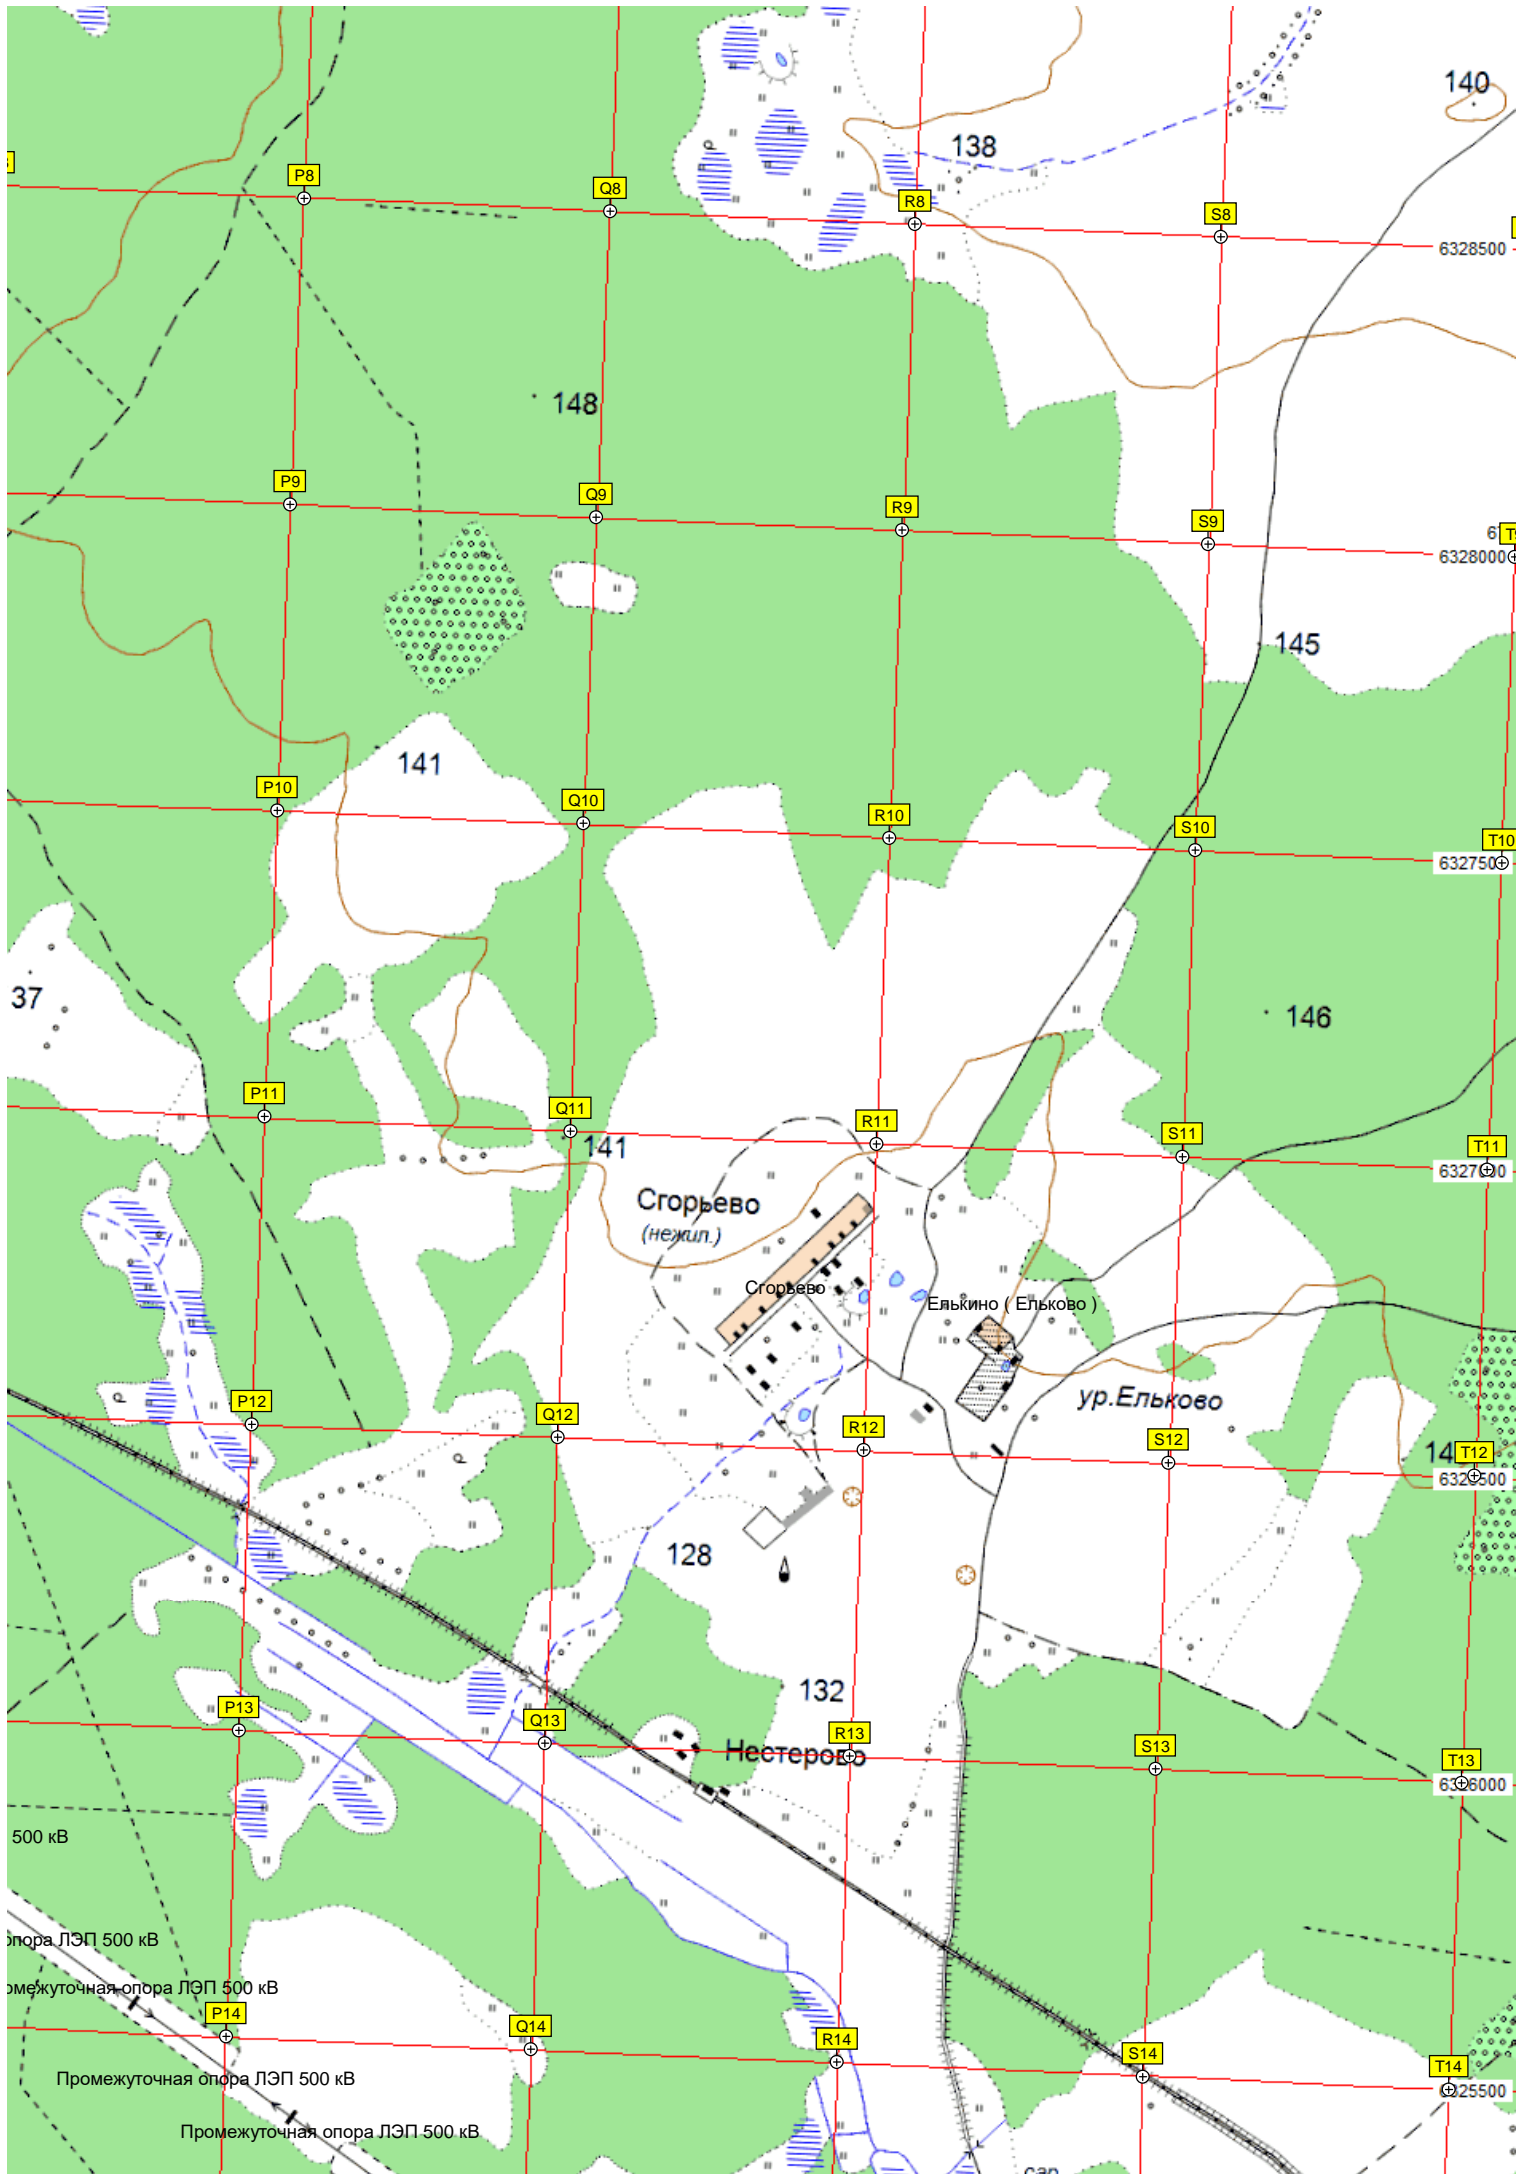 140
138
P8
Q8
R8
S8
6328500
148
P9
Q9
R9
S9
6328000
145
141
P10
Q10
R10
S10
T10
6327500
37
146
P11
Q11
R11
S11
T11
141
Сгорьево
(нежил.)
Сгорьево
Елькино ( Ельково )
ур.Ельково
P12
Q12
R12
S12
T12
128
132
P13
Q13
Нестерово
R13
S13
T13
500 кВ
опора ЛЭП 500 кВ
омежуточная опора ЛЭП 500 кВ
P14
Q14
R14
S14
T14
Промежуточная опора ЛЭП 500 кВ
Промежуточная опора ЛЭП 500 кВ